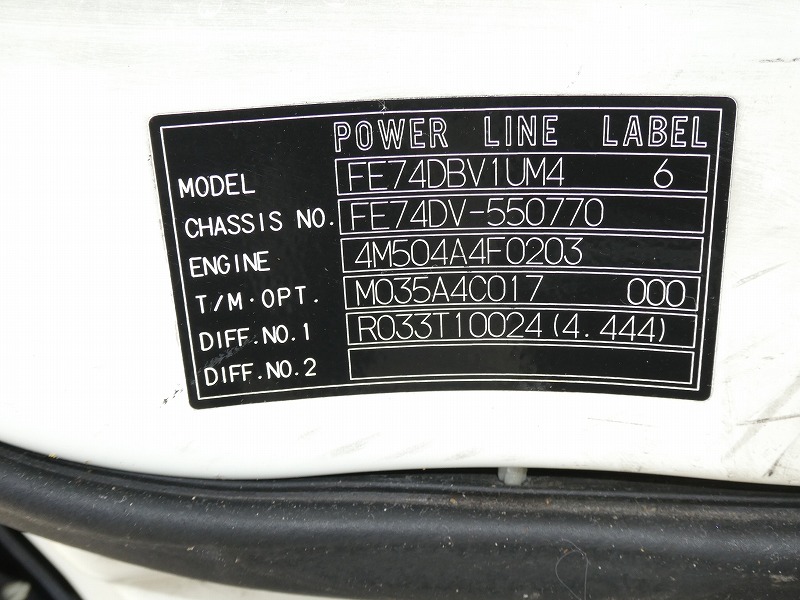 POWER LINE LABEL
MODEL FE74DBV1UM4 6
CHASSIS NO. FE74DV-550770
ENGINE 4M504A4F0203
T/M·OPT. M035A4C017 000
DIFF.NO.1 R033T10024(4.444)
DIFF.NO.2